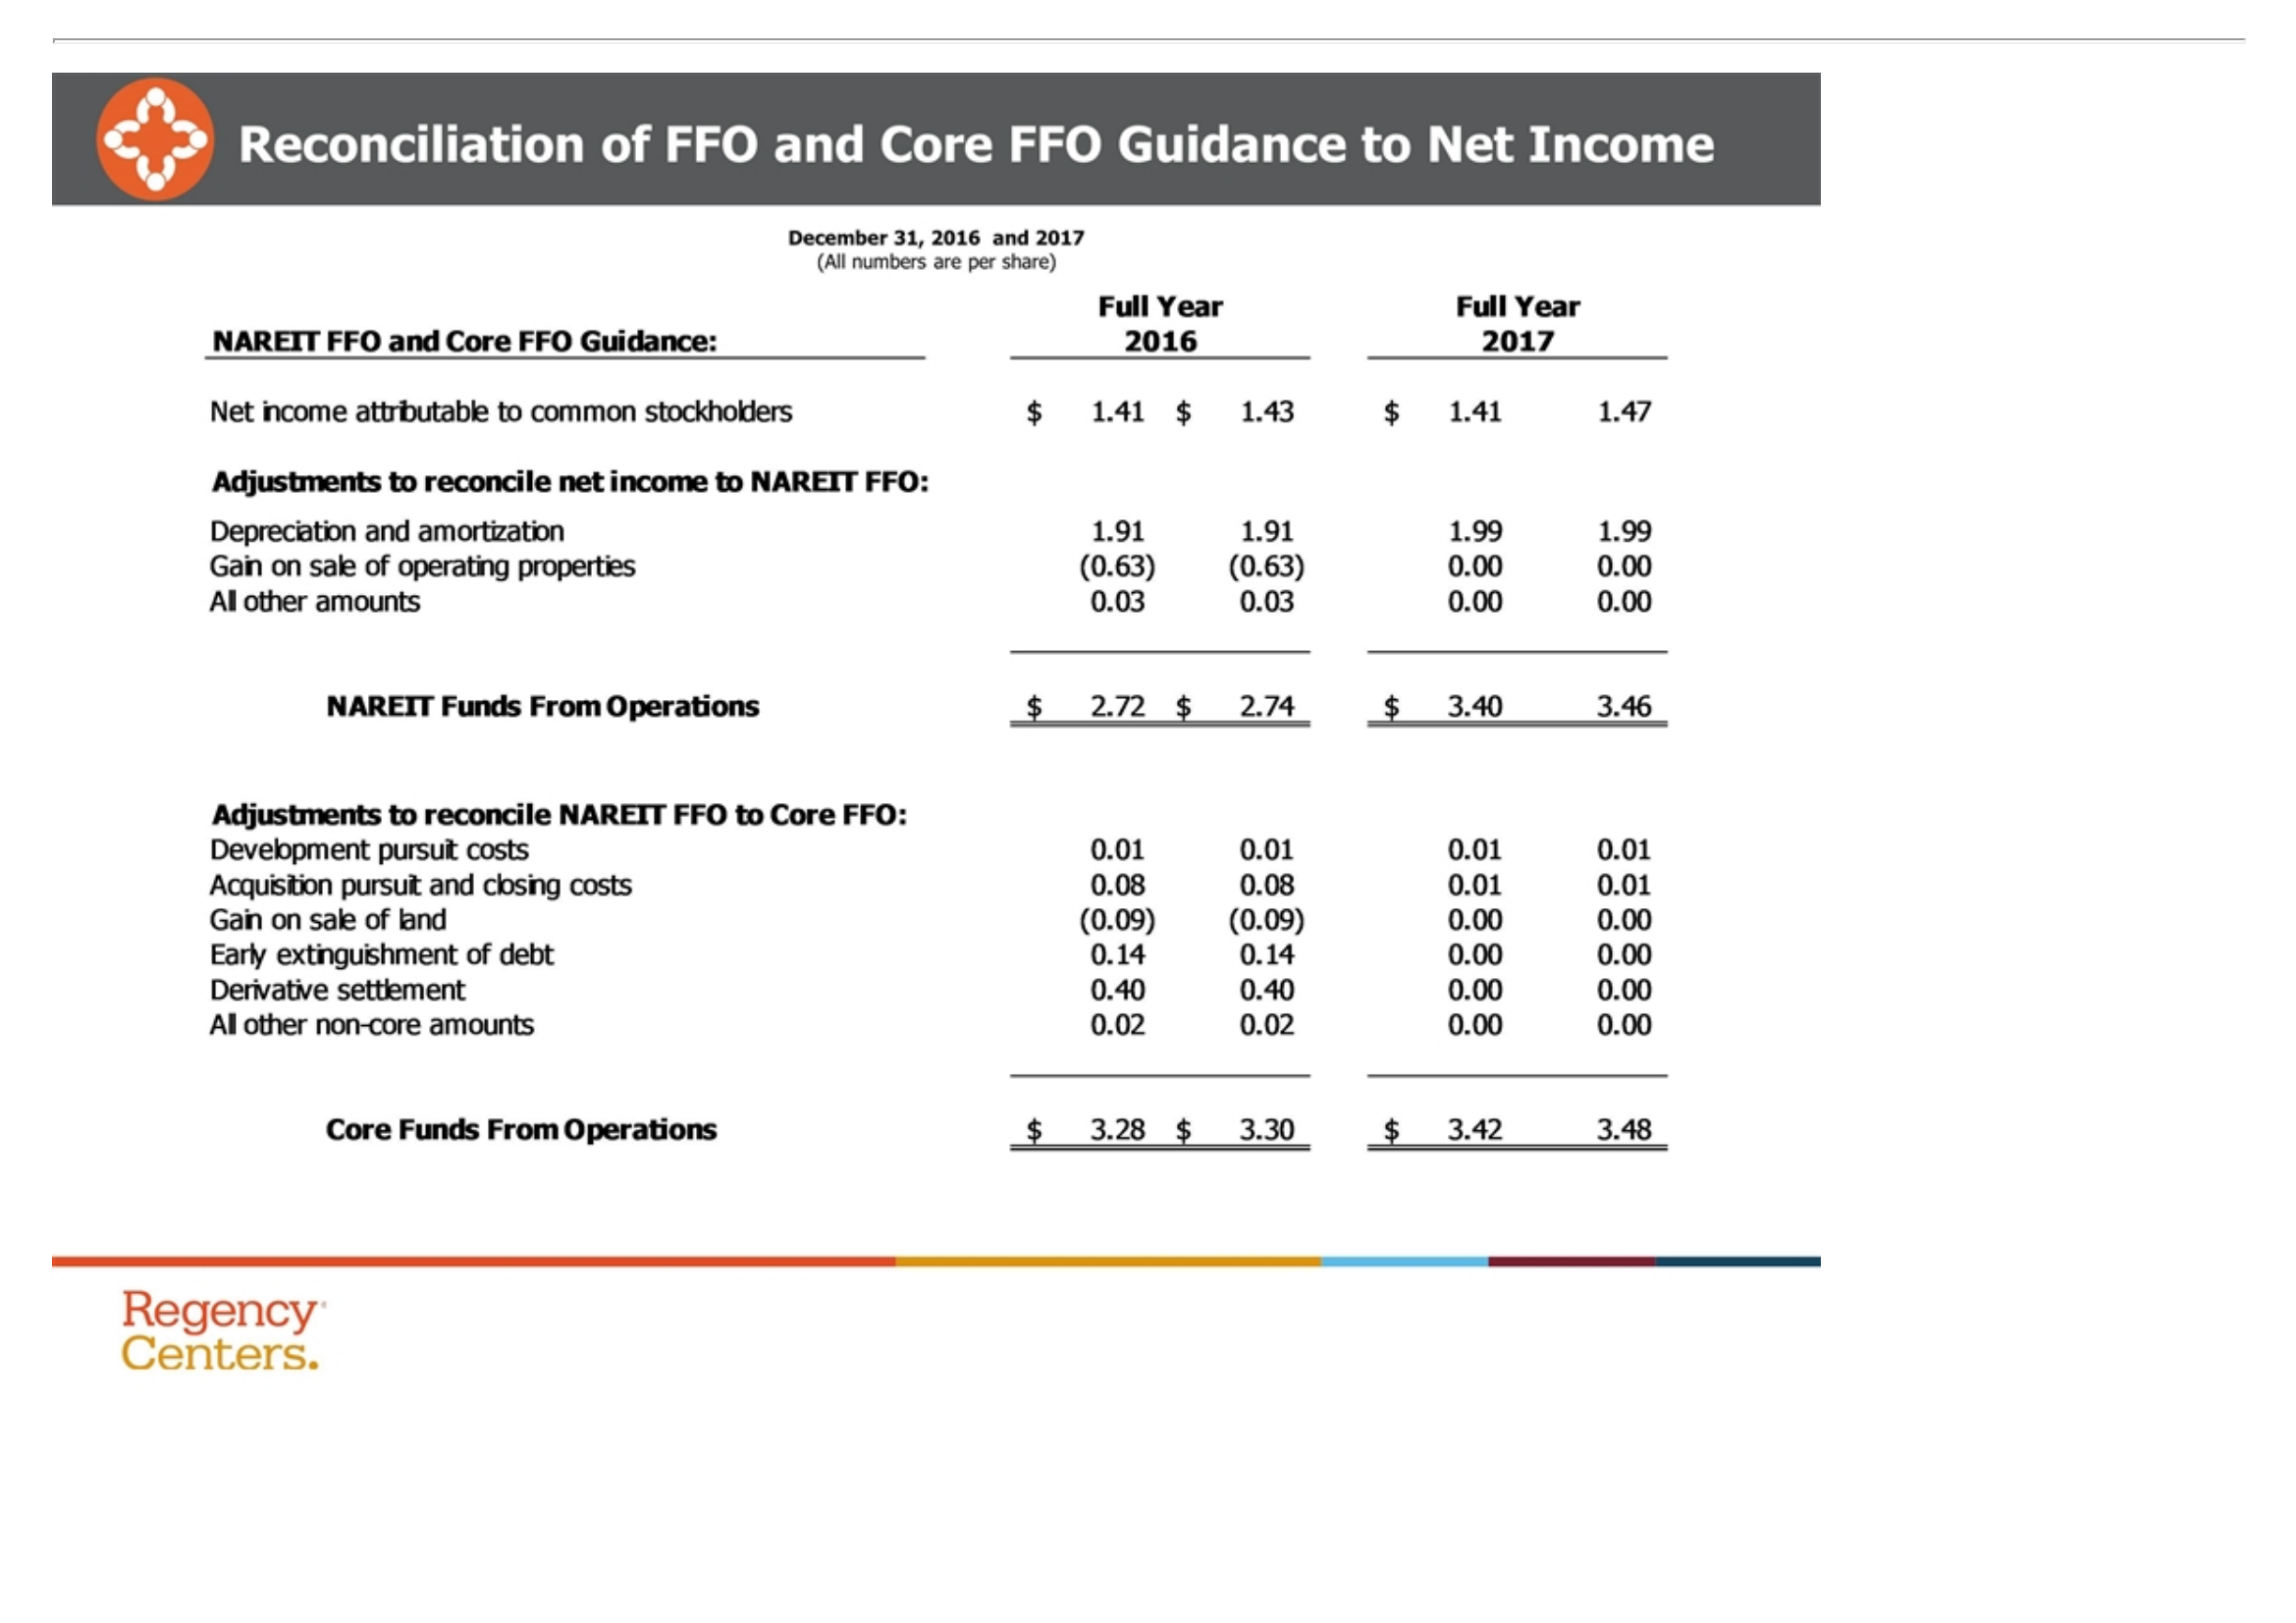 Reconciliation of FFO and Core FFO Guidance to Net Income
December 31, 2016 and 2017
(All numbers are per share)
Full Year Full Year
NAREIT FFO and Core FFO Guidance: 2016 2017
Net income attributable to common stockholders $ 1.41 $ 1.43 $ 1.41 1.47
Adjustments to reconcile net income to NAREIT FFO:
Depreciation and amortization 1.91 1.91 1.99 1.99
Gain on sale of operating properties (0.63) (0.63) 0.00 0.00
All other amounts 0.03 0.03 0.00 0.00
NAREIT Funds From Operations $ 2.72 $ 2.74 $ 3.40 3.46
Adjustments to reconcile NAREIT FFO to Core FFO:
Development pursuit costs 0.01 0.01 0.01 0.01
Acquisition pursuit and closing costs 0.08 0.08 0.01 0.01
Gain on sale of land (0.09) (0.09) 0.00 0.00
Early extinguishment of debt 0.14 0.14 0.00 0.00
Derivative settlement 0.40 0.40 0.00 0.00
All other non-core amounts 0.02 0.02 0.00 0.00
Core Funds From Operations $ 3.28 $ 3.30 $ 3.42 3.48
Regency
Centers.